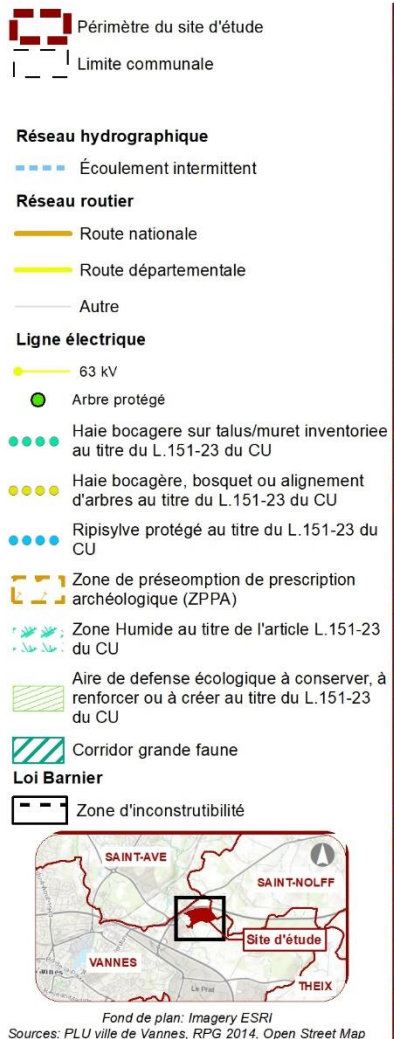 Périmètre du site d'étude
Limite communale
Réseau hydrographique
Écoulement intermittent
Réseau routier
Route nationale
Route départementale
Autre
Ligne électrique
63 kV
Arbre protégé
Haie bocagere sur talus/muret inventoriee
au titre du L.151-23 du CU
Haie bocagère, bosquet ou alignement
d'arbres au titre du L.151-23 du CU
Ripisylve protégé au titre du L.151-23 du
CU
Zone de préseomption de prescription
archéologique (ZPPA)
Zone Humide au titre de l'article L.151-23
du CU
Aire de defense écologique à conserver, à
renforcer ou à créer au titre du L.151-23
du CU
Corridor grande faune
Loi Barnier
Zone d'inconstrutibilité
SAINT-AVE
SAINT-NOLFF
Site d'étude
VANNES
Vannes
Le Prat
THEIX
Fond de plan: Imagery ESRI
Sources: PLU ville de Vannes, RPG 2014, Open Street Map